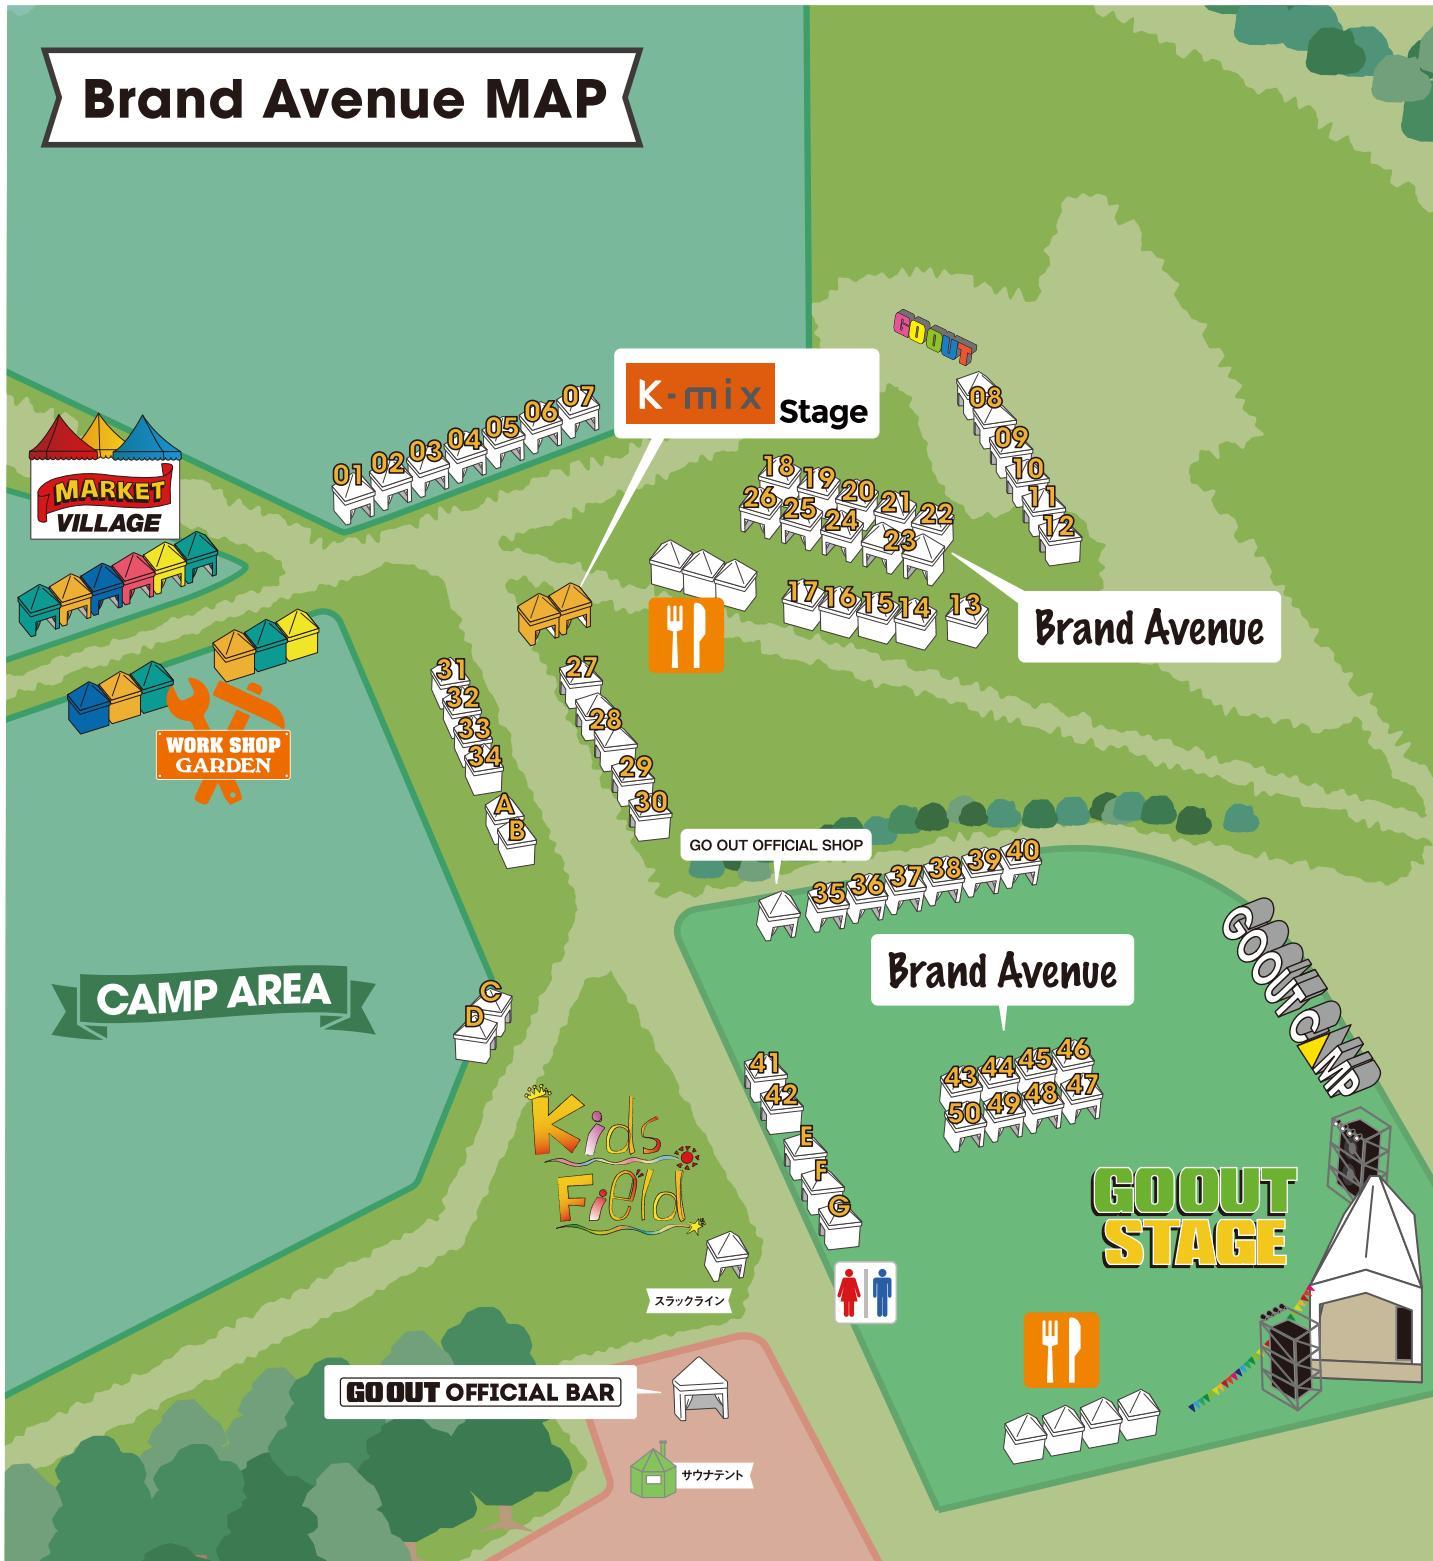 Brand Avenue MAP
GOOUT
K-mix Stage
01 02 03 04 05 06 07
08
09
10
11
12
MARKET
VILLAGE
18 19 20 21 22
26 25 24 23
17 16 15 14 13
Brand Avenue
WORK SHOP
GARDEN
31
32
33
34
A
B
27
28
29
30
GO OUT OFFICIAL SHOP
35 36 37 38 39 40
Brand Avenue
GOOUT CAMP
CAMP AREA
C
D
41
42
E
F
G
43 44 45 46
50 49 48 47
Kids
Field
GO OUT
STAGE
スラックライン
GO OUT OFFICIAL BAR
サウナテント